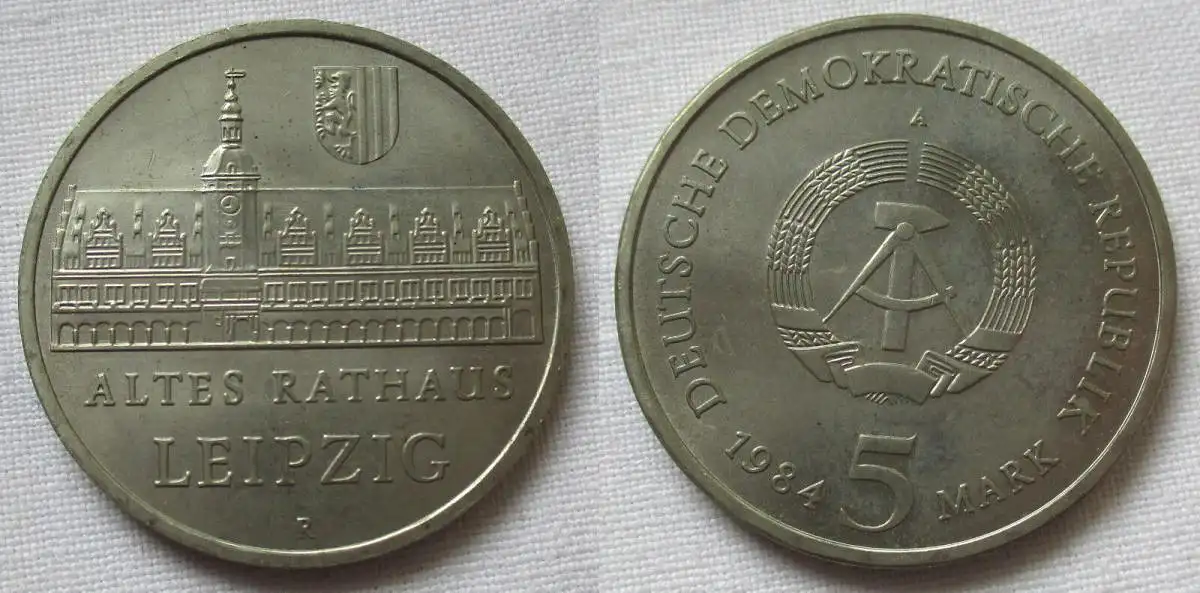 ALTES RATHAUS
LEIPZIG
R
DEUTSCHE DEMOKRATISCHE REPUBLIK
A
1984 5 MARK